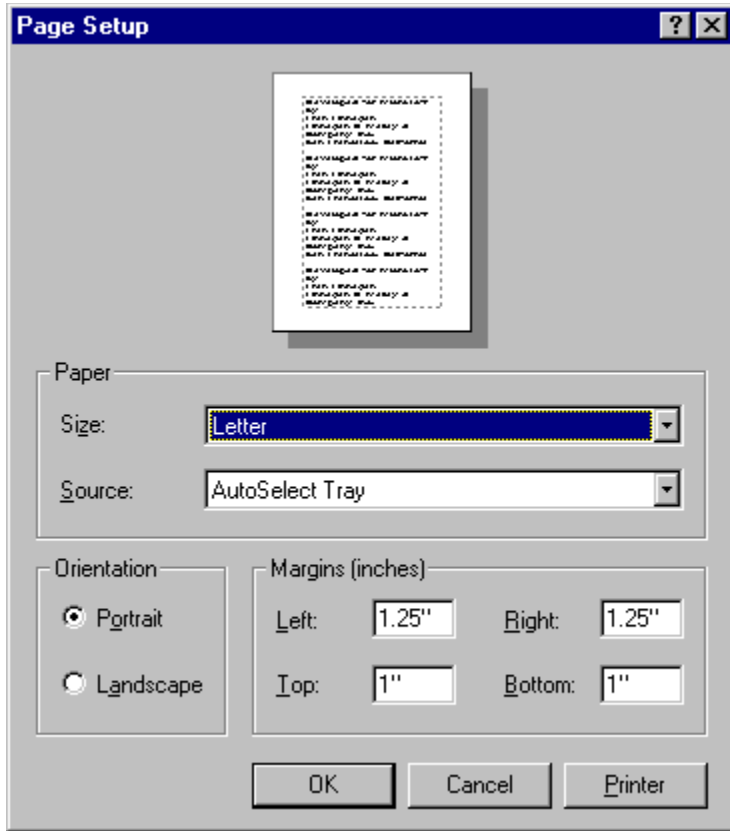 Page Setup
Paper
Size:
Letter
Source:
AutoSelect Tray
Orientation
Portrait
Landscape
Margins (inches)
Left:
1.25"
Right:
1.25"
Top:
1"
Bottom:
1"
OK
Cancel
Printer